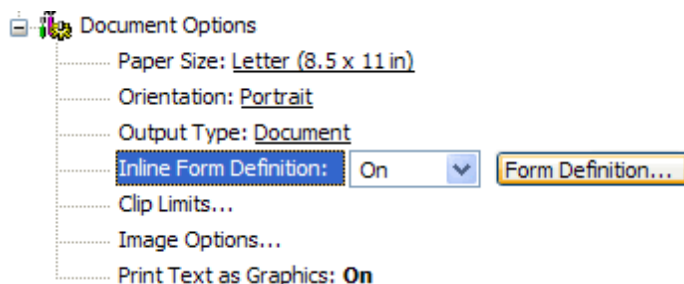 Document Options
Paper Size: Letter (8.5 x 11 in)
Orientation: Portrait
Output Type: Document
Inline Form Definition: On Form Definition...
Clip Limits...
Image Options...
Print Text as Graphics: On